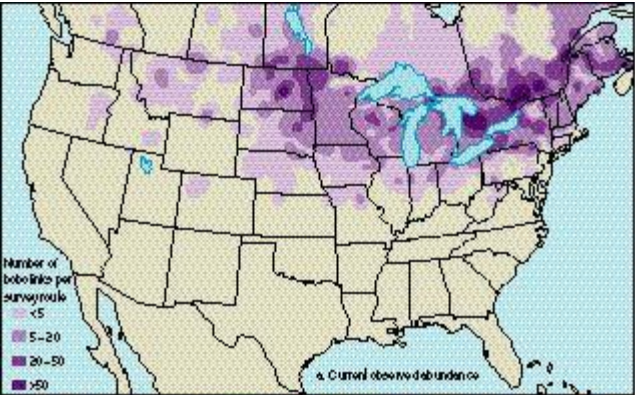 Number of
bobolinks per
survey route
<5
5-20
20-50
>50
a. Current observed abundance